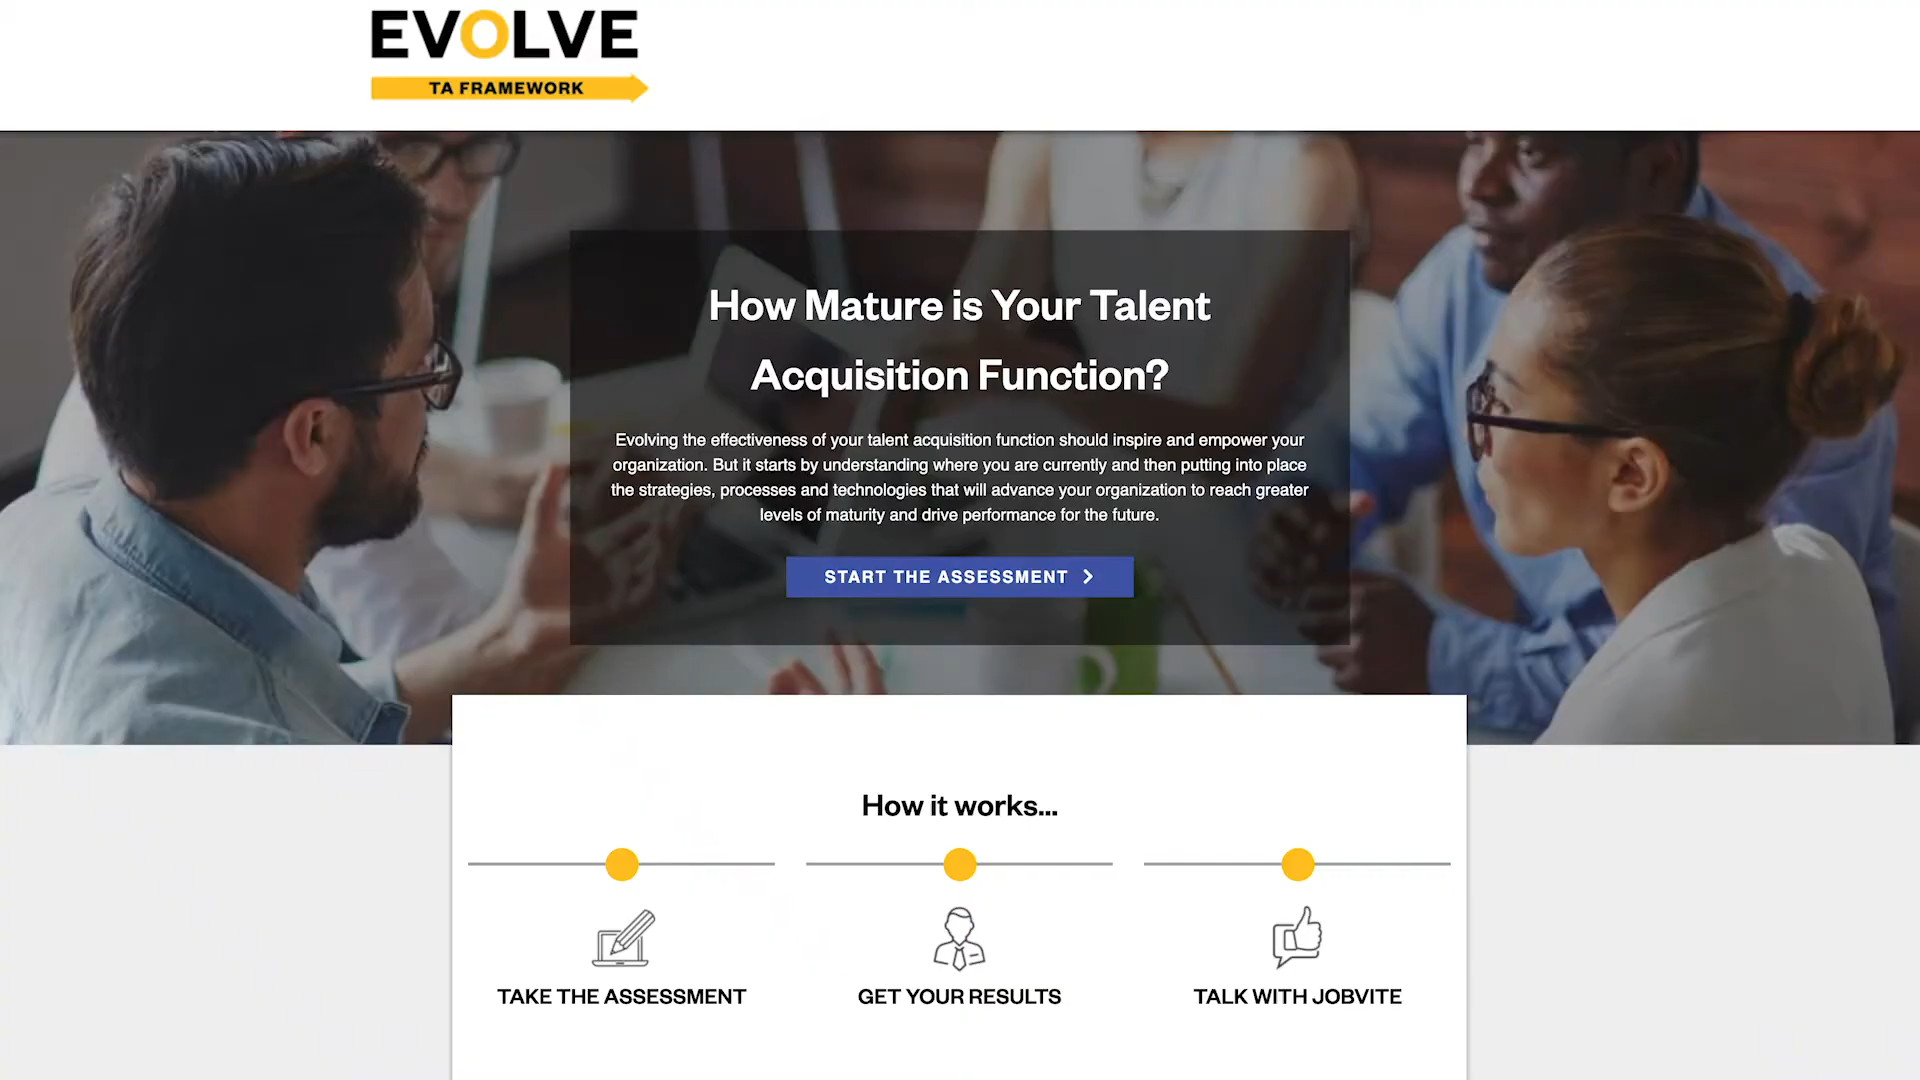 EVOLVE
TA FRAMEWORK
How Mature is Your Talent
Acquisition Function?
Evolving the effectiveness of your talent acquisition function should inspire and empower your
organization. But it starts by understanding where you are currently and then putting into place
the strategies, processes and technologies that will advance your organization to reach greater
levels of maturity and drive performance for the future.
START THE ASSESSMENT
How it works...
TAKE THE ASSESSMENT
GET YOUR RESULTS
TALK WITH JOBVITE